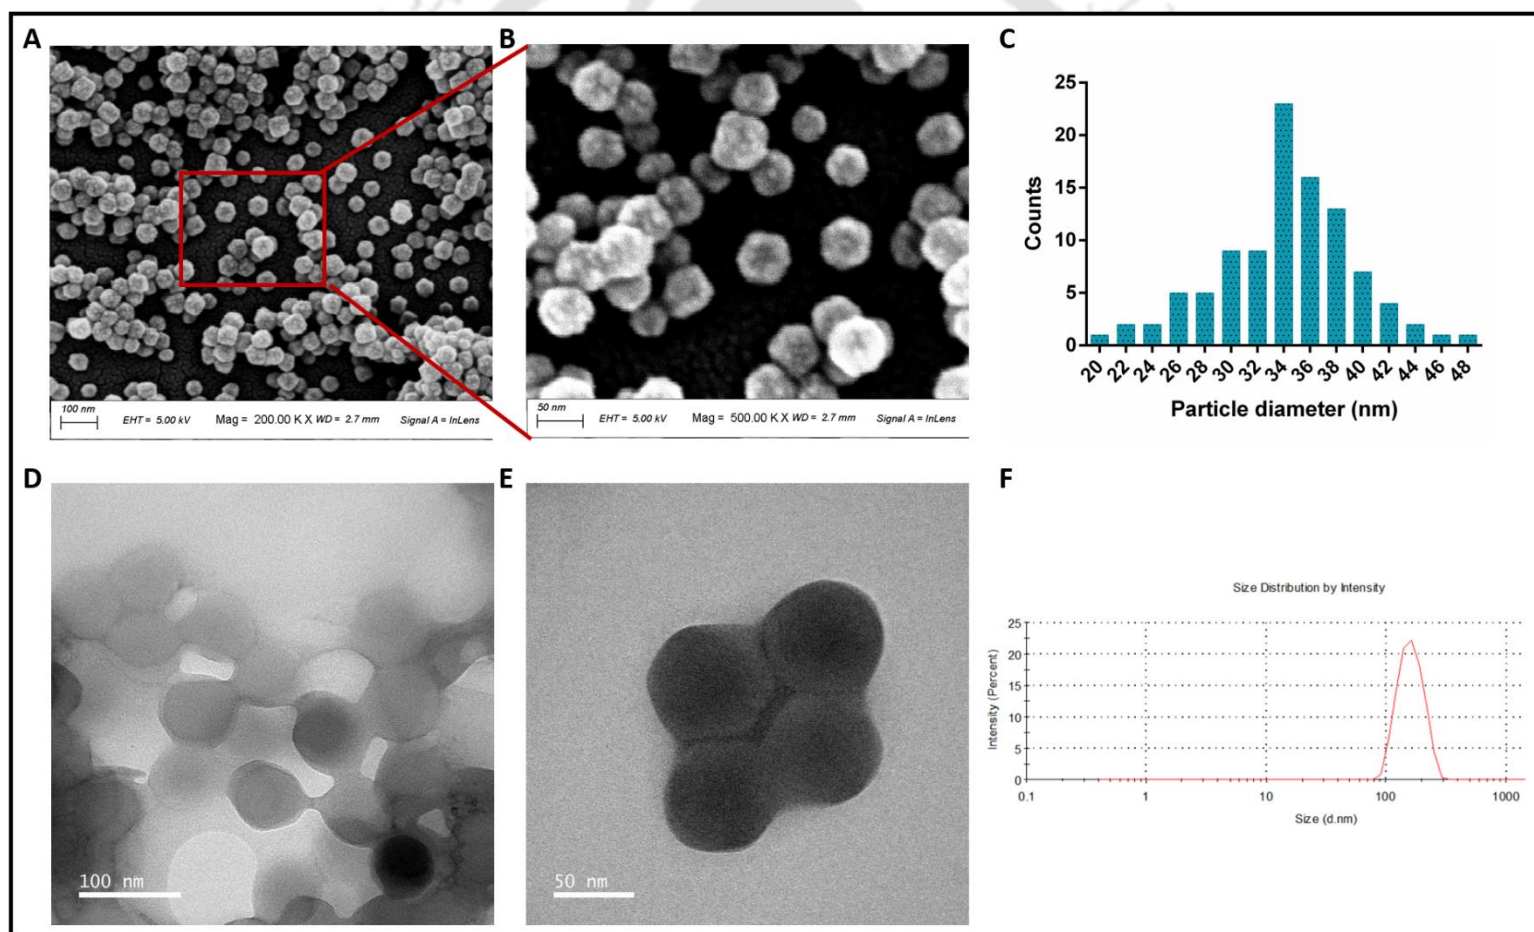 A
B
C
100 nm
EHT = 5.00 kV
Mag = 200.00 K X
WD = 2.7 mm
Signal A = InLens
50 nm
EHT = 5.00 kV
Mag = 500.00 K X
WD = 2.7 mm
Signal A = InLens
25
20
15
10
5
0
Counts
20 22 24 26 28 30 32 34 36 38 40 42 44 46 48
Particle diameter (nm)
D
E
F
100 nm
50 nm
Size Distribution by Intensity
25
20
15
10
5
0
Intensity (Percent)
0.1 1 10 100 1000
Size (d.nm)